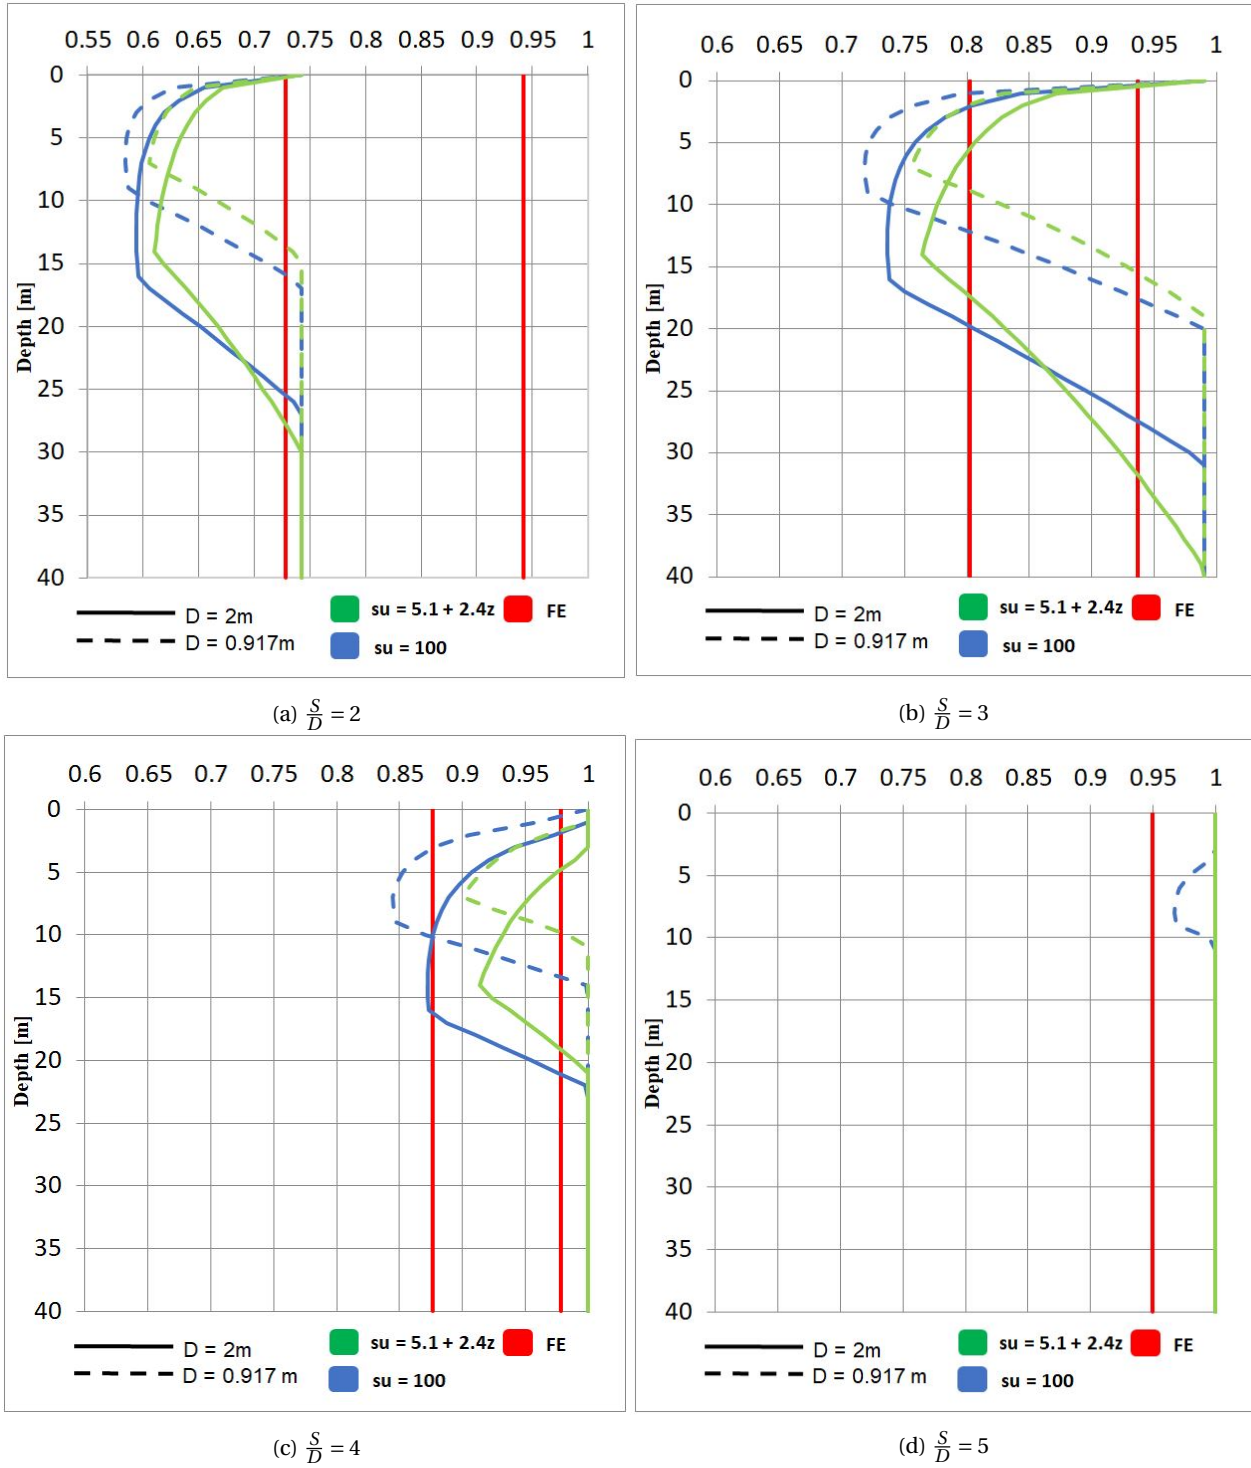 0.55 0.6 0.65 0.7 0.75 0.8 0.85 0.9 0.95 1
0
5
10
15
20
25
30
35
40
Depth [m]
D = 2m
D = 0.917m
su = 5.1 + 2.4z
FE
su = 100
(a) S/D = 2
0.6 0.65 0.7 0.75 0.8 0.85 0.9 0.95 1
0
5
10
15
20
25
30
35
40
Depth [m]
D = 2m
D = 0.917 m
su = 5.1 + 2.4z
FE
su = 100
(b) S/D = 3
0.6 0.65 0.7 0.75 0.8 0.85 0.9 0.95 1
0
5
10
15
20
25
30
35
40
Depth [m]
D = 2m
D = 0.917 m
su = 5.1 + 2.4z
FE
su = 100
(c) S/D = 4
0.6 0.65 0.7 0.75 0.8 0.85 0.9 0.95 1
0
5
10
15
20
25
30
35
40
Depth [m]
D = 2m
D = 0.917 m
su = 5.1 + 2.4z
FE
su = 100
(d) S/D = 5